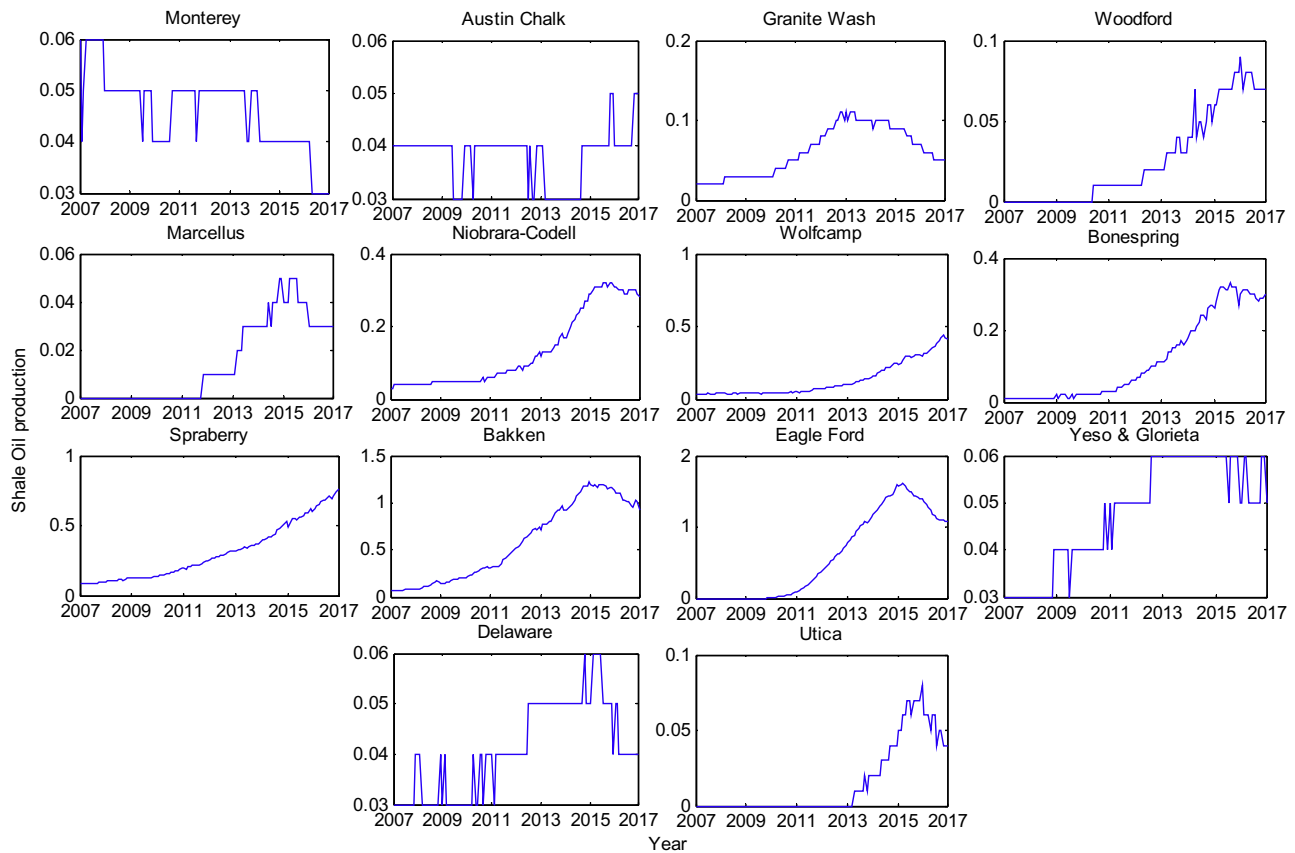 Monterey
Austin Chalk
Granite Wash
Woodford
0.06
0.05
0.04
0.03
2007 2009 2011 2013 2015 2017
0.06
0.05
0.04
0.03
2007 2009 2011 2013 2015 2017
0.2
0.1
0
2007 2009 2011 2013 2015 2017
0.1
0.05
0
2007 2009 2011 2013 2015 2017
Marcellus
Niobrara-Codell
Wolfcamp
Bonespring
0.06
0.04
0.02
0
2007 2009 2011 2013 2015 2017
0.4
0.2
0
2007 2009 2011 2013 2015 2017
1
0.5
0
2007 2009 2011 2013 2015 2017
0.4
0.2
0
2007 2009 2011 2013 2015 2017
Shale Oil production
Spraberry
Bakken
Eagle Ford
Yeso & Glorieta
1
0.5
0
2007 2009 2011 2013 2015 2017
1.5
1
0.5
0
2007 2009 2011 2013 2015 2017
2
1
0
2007 2009 2011 2013 2015 2017
0.06
0.05
0.04
0.03
2007 2009 2011 2013 2015 2017
Delaware
Utica
0.06
0.05
0.04
0.03
2007 2009 2011 2013 2015 2017
0.1
0.05
0
2007 2009 2011 2013 2015 2017
Year